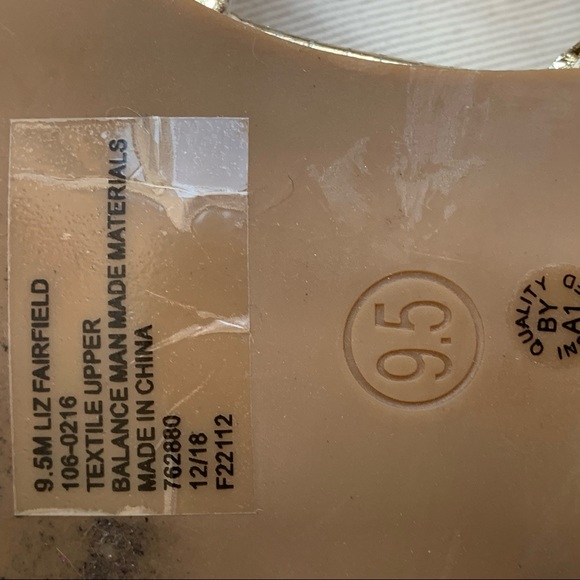 9.5M LIZ FAIRFIELD
106-0216
TEXTILE UPPER
BALANCE MAN MADE MATERIALS
MADE IN CHINA
762880
12/18
F22112
9.5
QUALITY
BY
A1